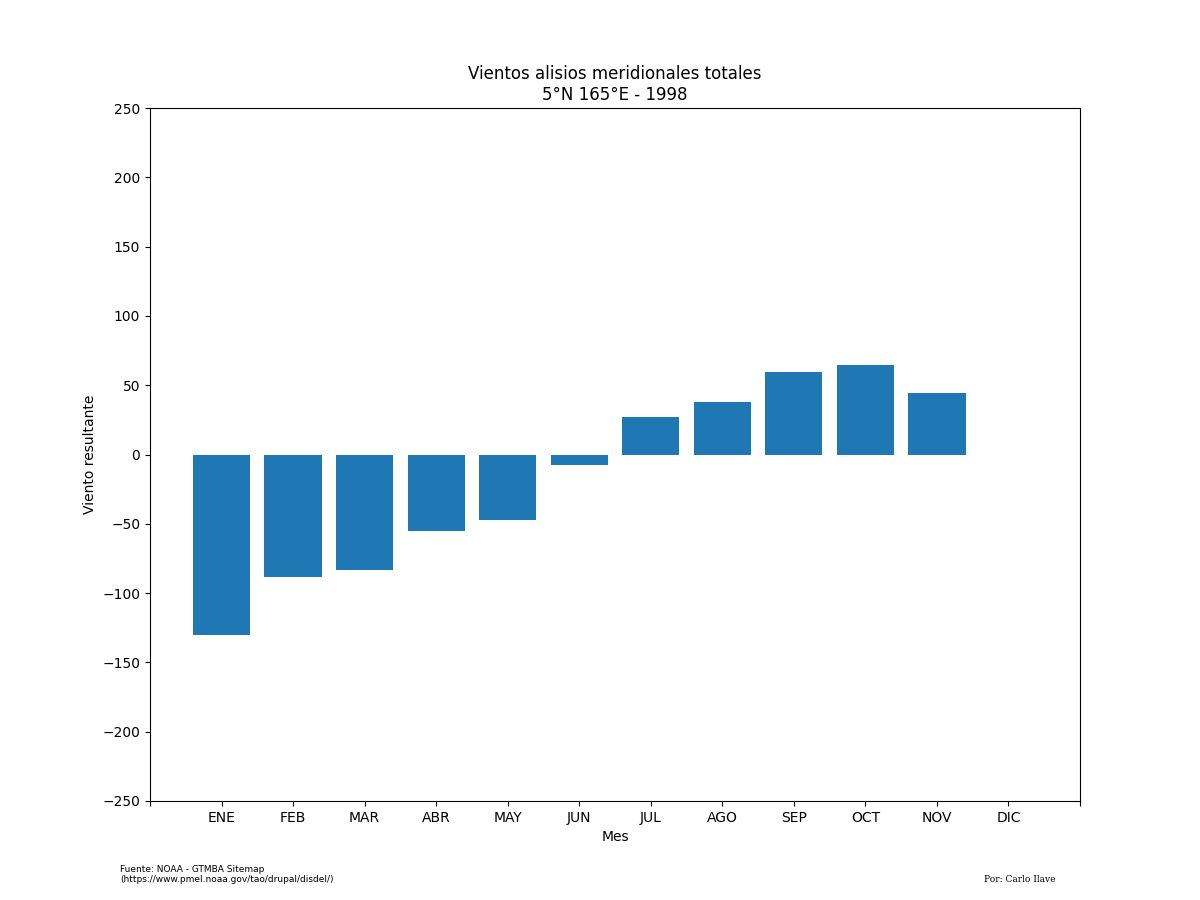 Vientos alisios meridionales totales
5°N 165°E - 1998
250
200
150
100
50
0
−50
−100
−150
−200
−250
Viento resultante
ENE FEB MAR ABR MAY JUN JUL AGO SEP OCT NOV DIC
Mes
Fuente: NOAA - GTMBA Sitemap
(https://www.pmel.noaa.gov/tao/drupal/disdel/)
Por: Carlo Ilave